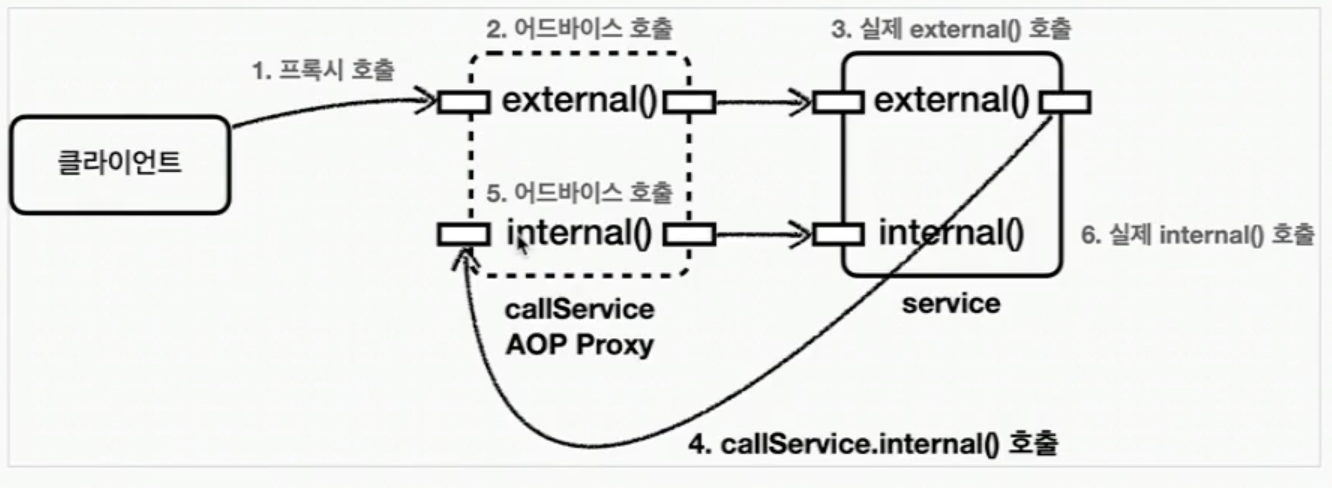 2. 어드바이스 호출
3. 실제 external() 호출
1. 프록시 호출
external()
external()
클라이언트
5. 어드바이스 호출
internal()
internal()
6. 실제 internal() 호출
callService
AOP Proxy
service
4. callService.internal() 호출